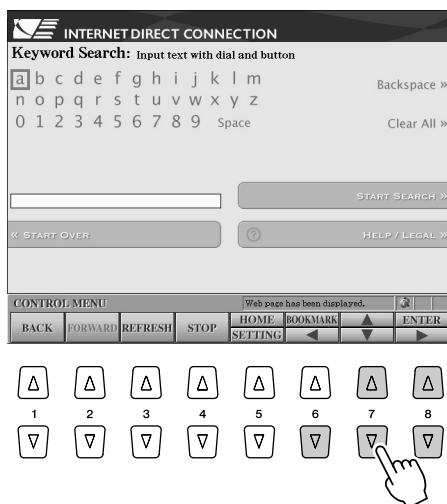 INTERNET DIRECT CONNECTION
Keyword Search: Input text with dial and button
a b c d e f g h i j k l m
Backspace »
n o p q r s t u v w x y z
0 1 2 3 4 5 6 7 8 9 Space
Clear All »
START SEARCH »
« START OVER
? HELP / LEGAL »
CONTROL MENU
Web page has been displayed.
BACK FORWARD REFRESH STOP HOME BOOKMARK ▲ ENTER
SETTING ◀ ▼ ▶
1 2 3 4 5 6 7 8